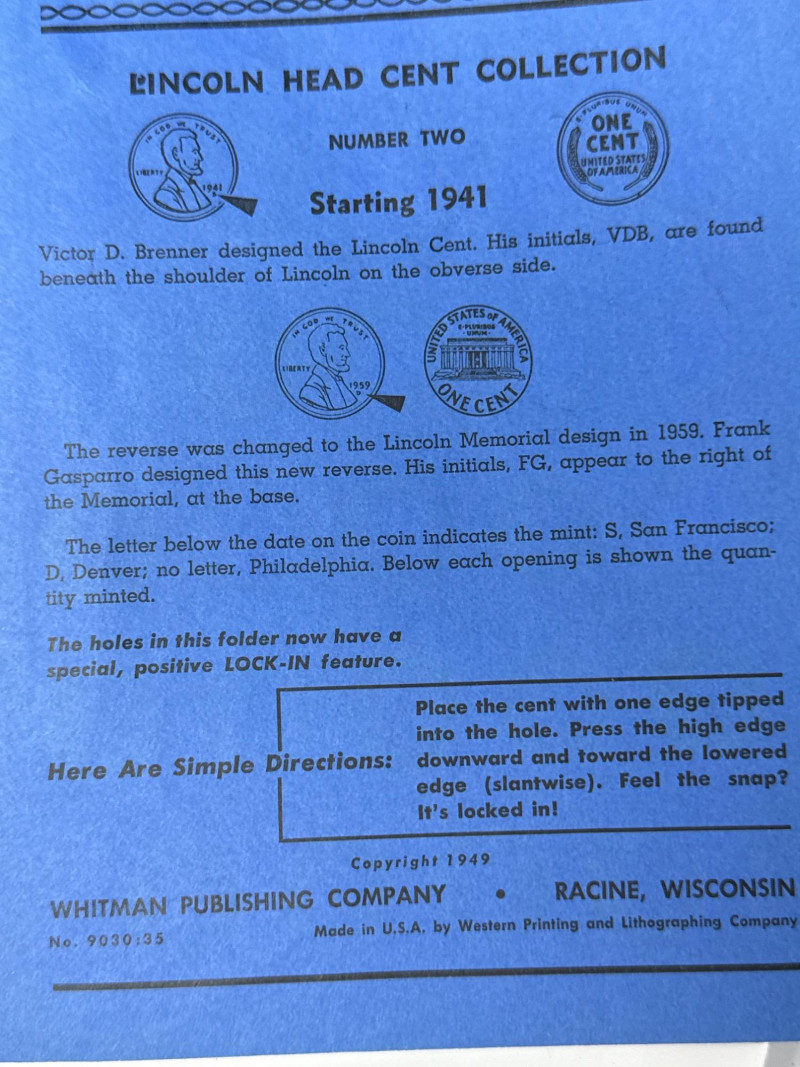 LINCOLN HEAD CENT COLLECTION
IN GOD WE TRUST
LIBERTY
1941
NUMBER TWO
Starting 1941
E·PLURIBUS UNUM
ONE
CENT
UNITED STATES
OF AMERICA
Victor D. Brenner designed the Lincoln Cent. His initials, VDB, are found
beneath the shoulder of Lincoln on the obverse side.
IN GOD WE TRUST
LIBERTY
1959
D
UNITED STATES OF AMERICA
E·PLURIBUS
·UNUM·
ONE CENT
The reverse was changed to the Lincoln Memorial design in 1959. Frank
Gasparro designed this new reverse. His initials, FG, appear to the right of
the Memorial, at the base.
The letter below the date on the coin indicates the mint: S, San Francisco;
D, Denver; no letter, Philadelphia. Below each opening is shown the quan-
tity minted.
The holes in this folder now have a
special, positive LOCK-IN feature.
Here Are Simple Directions:
Place the cent with one edge tipped
into the hole. Press the high edge
downward and toward the lowered
edge (slantwise). Feel the snap?
It's locked in!
Copyright 1949
WHITMAN PUBLISHING COMPANY • RACINE, WISCONSIN
No. 9030:35
Made in U.S.A. by Western Printing and Lithographing Company